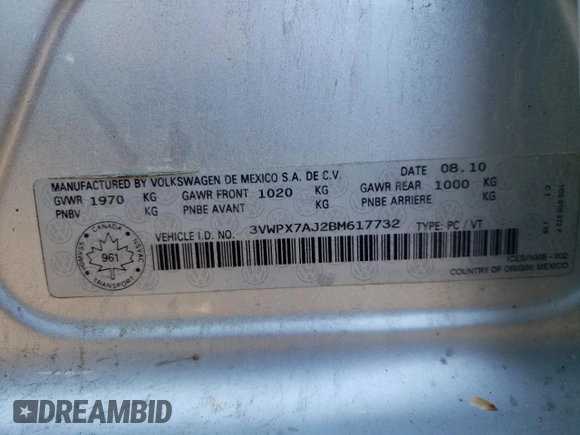 MANUFACTURED BY VOLKSWAGEN DE MEXICO S.A. DE C.V. DATE 08.10
GVWR 1970 KG GAWR FRONT 1020 KG GAWR REAR 1000 KG
PNBV KG PNBE AVANT KG PNBE ARRIERE KG
VEHICLE I.D. NO. 3VWPX7AJ2BM617732 TYPE: PC / VT
CANADA
961
TRANSPORT
ICES/NMB - 002
COUNTRY OF ORIGIN: MEXICO
DREAMBID